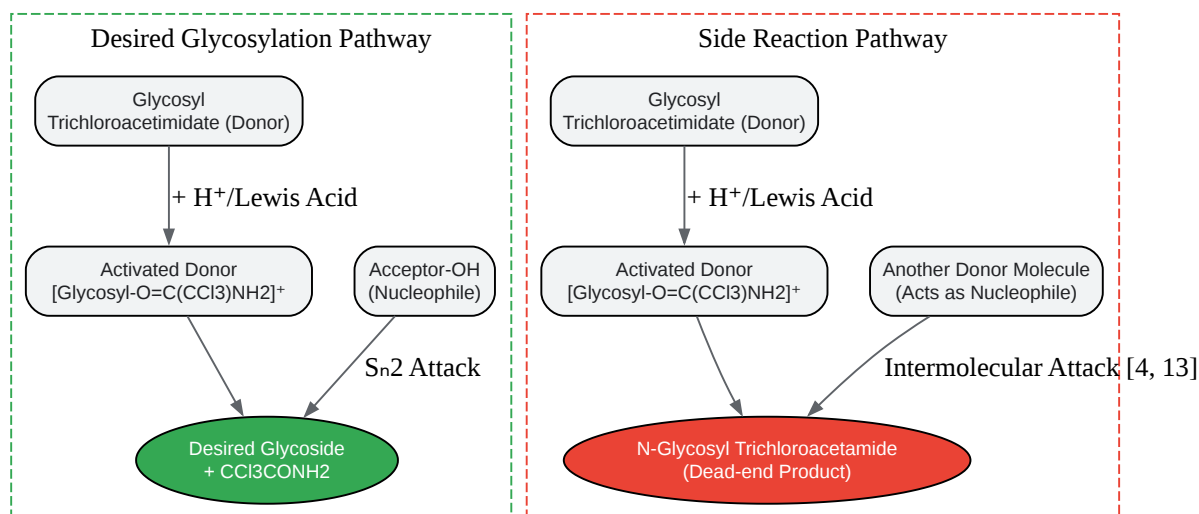 Desired Glycosylation Pathway
Glycosyl
Trichloroacetimidate (Donor)
+ H⁺/Lewis Acid
Activated Donor
[Glycosyl-O=C(CCl3)NH2]⁺
Acceptor-OH
(Nucleophile)
Sₙ2 Attack
Desired Glycoside
+ CCl3CONH2
Side Reaction Pathway
Glycosyl
Trichloroacetimidate (Donor)
+ H⁺/Lewis Acid
Activated Donor
[Glycosyl-O=C(CCl3)NH2]⁺
Another Donor Molecule
(Acts as Nucleophile)
Intermolecular Attack [4, 13]
N-Glycosyl Trichloroacetamide
(Dead-end Product)